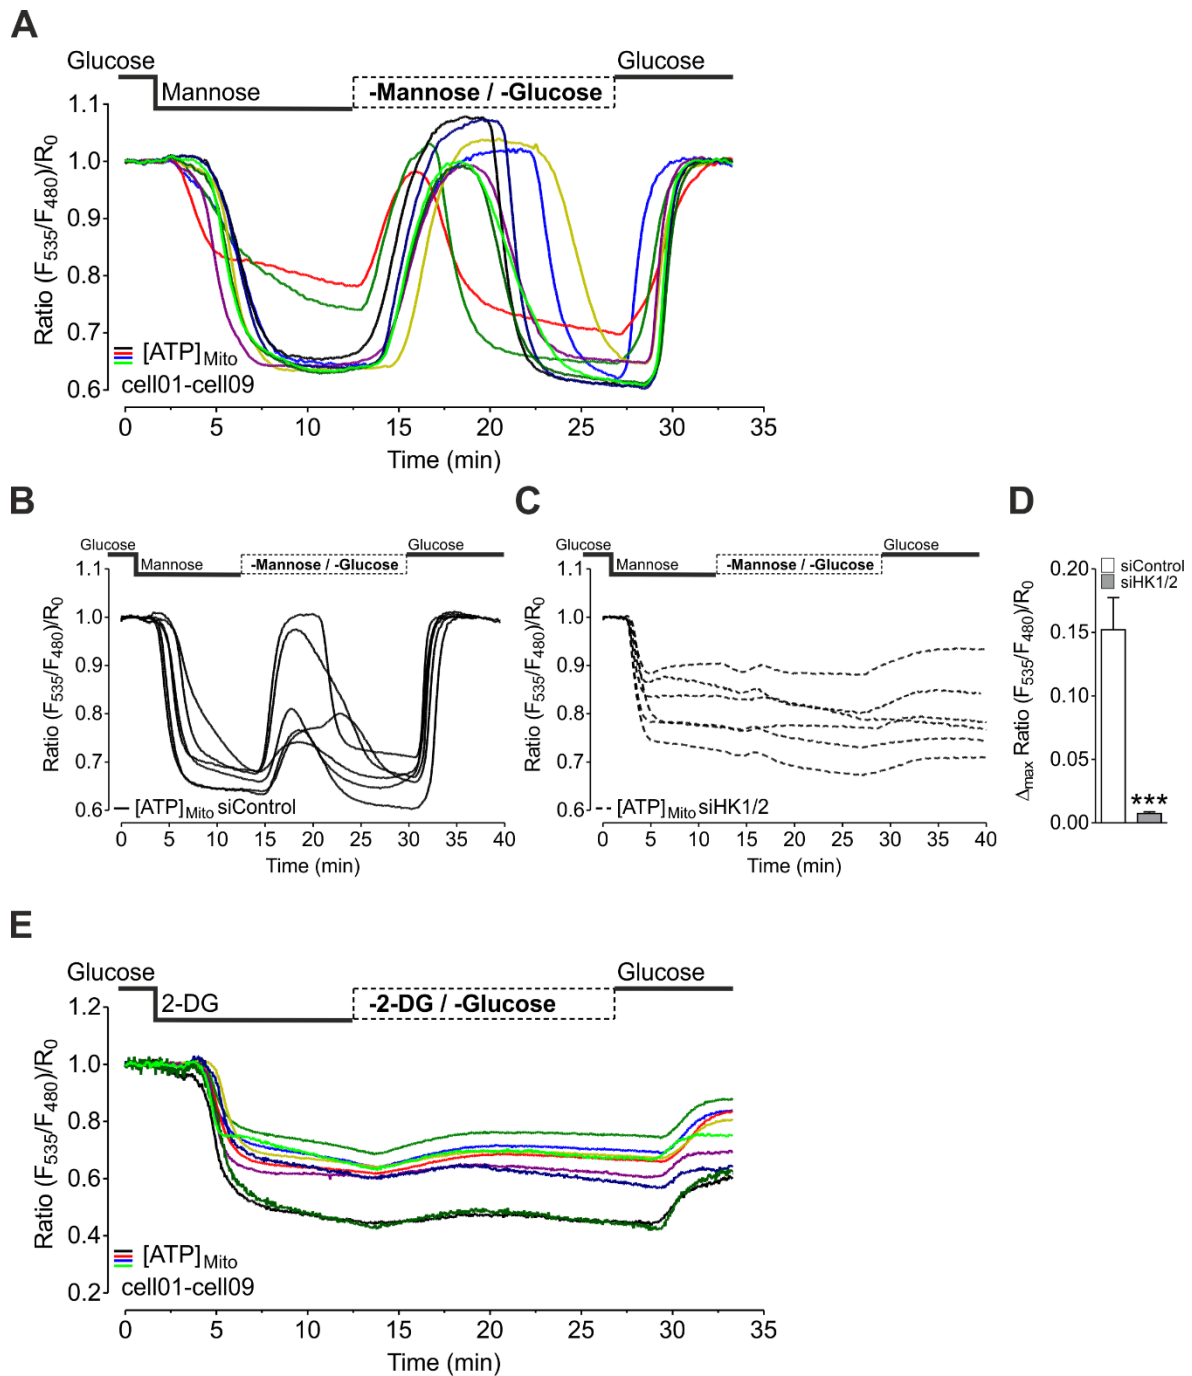 A
Glucose
Glucose
Mannose
-Mannose / -Glucose
1.1
1.0
0.9
0.8
0.7
0.6
Ratio (F535/F480)/R0
[ATP]Mito
cell01-cell09
0 5 10 15 20 25 30 35
Time (min)
B
Glucose
Glucose
Mannose
-Mannose / -Glucose
1.1
1.0
0.9
0.8
0.7
0.6
Ratio (F535/F480)/R0
[ATP]Mito siControl
0 5 10 15 20 25 30 35 40
Time (min)
C
Glucose
Glucose
Mannose
-Mannose / -Glucose
1.1
1.0
0.9
0.8
0.7
0.6
Ratio (F535/F480)/R0
[ATP]Mito siHK1/2
0 5 10 15 20 25 30 35 40
Time (min)
D
siControl
siHK1/2
0.20
0.15
0.10
0.05
0.00
Δmax Ratio (F535/F480)/R0
***
E
Glucose
Glucose
2-DG
-2-DG / -Glucose
1.2
1.0
0.8
0.6
0.4
0.2
Ratio (F535/F480)/R0
[ATP]Mito
cell01-cell09
0 5 10 15 20 25 30 35
Time (min)